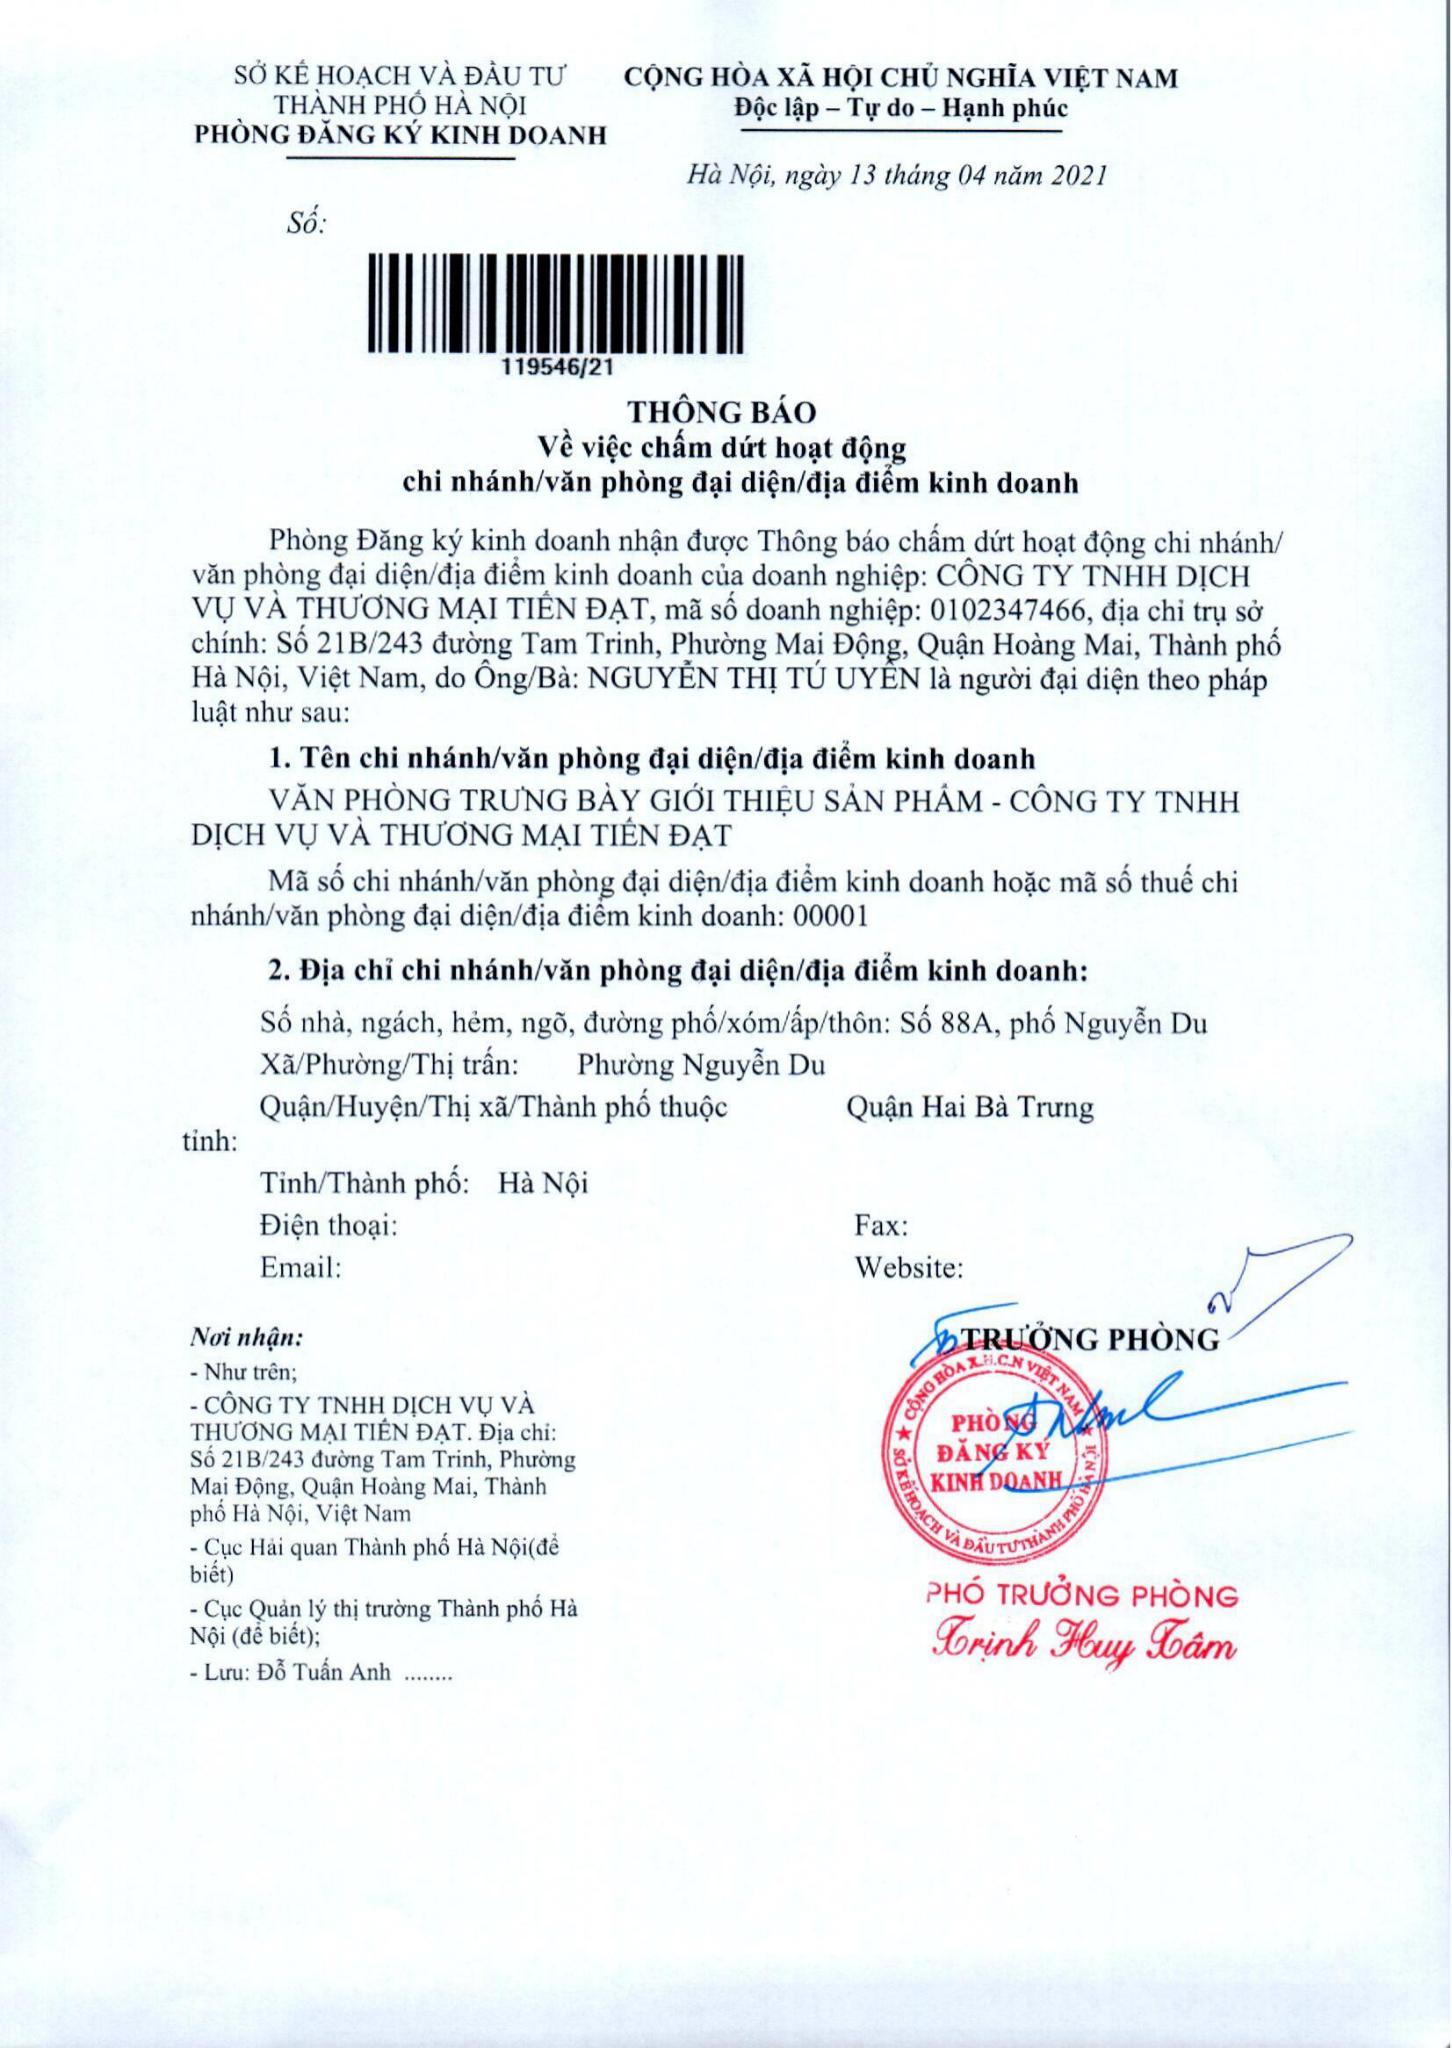 SỞ KẾ HOẠCH VÀ ĐẦU TƯ
THÀNH PHỐ HÀ NỘI
PHÒNG ĐĂNG KÝ KINH DOANH
CỘNG HÒA XÃ HỘI CHỦ NGHĨA VIỆT NAM
Độc lập – Tự do – Hạnh phúc
Hà Nội, ngày 13 tháng 04 năm 2021
Số:
119546/21
THÔNG BÁO
Về việc chấm dứt hoạt động
chi nhánh/văn phòng đại diện/địa điểm kinh doanh
Phòng Đăng ký kinh doanh nhận được Thông báo chấm dứt hoạt động chi nhánh/
văn phòng đại diện/địa điểm kinh doanh của doanh nghiệp: CÔNG TY TNHH DỊCH
VỤ VÀ THƯƠNG MẠI TIẾN ĐẠT, mã số doanh nghiệp: 0102347466, địa chỉ trụ sở
chính: Số 21B/243 đường Tam Trinh, Phường Mai Động, Quận Hoàng Mai, Thành phố
Hà Nội, Việt Nam, do Ông/Bà: NGUYỄN THỊ TÚ UYÊN là người đại diện theo pháp
luật như sau:
1. Tên chi nhánh/văn phòng đại diện/địa điểm kinh doanh
VĂN PHÒNG TRƯNG BÀY GIỚI THIỆU SẢN PHẨM - CÔNG TY TNHH
DỊCH VỤ VÀ THƯƠNG MẠI TIẾN ĐẠT
Mã số chi nhánh/văn phòng đại diện/địa điểm kinh doanh hoặc mã số thuế chi
nhánh/văn phòng đại diện/địa điểm kinh doanh: 00001
2. Địa chỉ chi nhánh/văn phòng đại diện/địa điểm kinh doanh:
Số nhà, ngách, hẻm, ngõ, đường phố/xóm/ấp/thôn: Số 88A, phố Nguyễn Du
Xã/Phường/Thị trấn: Phường Nguyễn Du
Quận/Huyện/Thị xã/Thành phố thuộc Quận Hai Bà Trưng
tỉnh:
Tỉnh/Thành phố: Hà Nội
Điện thoại: Fax:
Email: Website:
Nơi nhận:
- Như trên;
- CÔNG TY TNHH DỊCH VỤ VÀ
THƯƠNG MẠI TIẾN ĐẠT. Địa chỉ:
Số 21B/243 đường Tam Trinh, Phường
Mai Động, Quận Hoàng Mai, Thành
phố Hà Nội, Việt Nam
- Cục Hải quan Thành phố Hà Nội(để
biết)
- Cục Quản lý thị trường Thành phố Hà
Nội (để biết);
- Lưu: Đỗ Tuấn Anh ........
TRƯỞNG PHÒNG
CỘNG HÒA X.H.C.N VIỆT NAM
PHÒNG
ĐĂNG KÝ
KINH DOANH
SỞ KẾ HOẠCH VÀ ĐẦU TƯ THÀNH PHỐ HÀ NỘI
PHÓ TRƯỞNG PHÒNG
Trịnh Huy Tâm